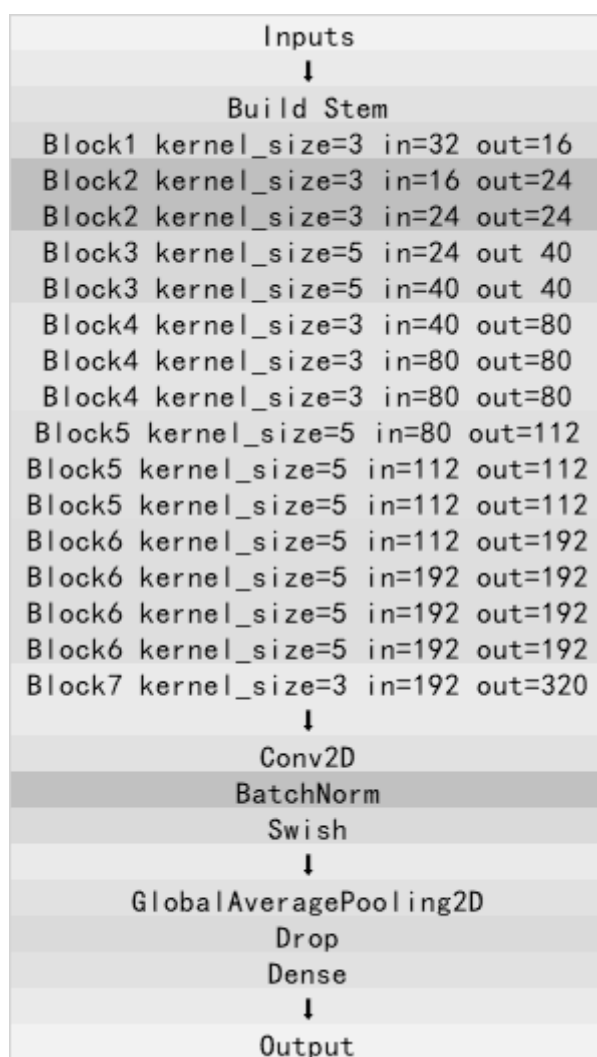 Inputs
⬇
Build Stem
Block1 kernel_size=3 in=32 out=16
Block2 kernel_size=3 in=16 out=24
Block2 kernel_size=3 in=24 out=24
Block3 kernel_size=5 in=24 out 40
Block3 kernel_size=5 in=40 out 40
Block4 kernel_size=3 in=40 out=80
Block4 kernel_size=3 in=80 out=80
Block4 kernel_size=3 in=80 out=80
Block5 kernel_size=5 in=80 out=112
Block5 kernel_size=5 in=112 out=112
Block5 kernel_size=5 in=112 out=112
Block6 kernel_size=5 in=112 out=192
Block6 kernel_size=5 in=192 out=192
Block6 kernel_size=5 in=192 out=192
Block6 kernel_size=5 in=192 out=192
Block7 kernel_size=3 in=192 out=320
⬇
Conv2D
BatchNorm
Swish
⬇
GlobalAveragePooling2D
Drop
Dense
⬇
Output